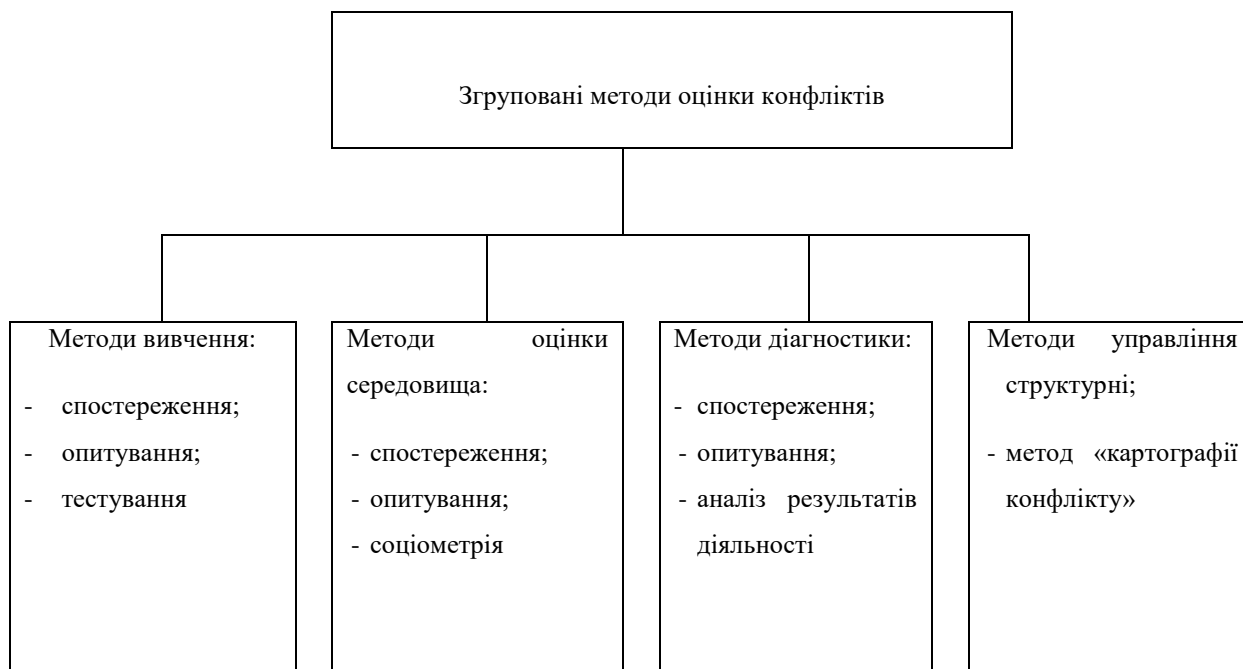 Згруповані методи оцінки конфліктів
Методи вивчення:
- спостереження;
- опитування;
- тестування
Методи оцінки
середовища:
- спостереження;
- опитування;
- соціометрія
Методи діагностики:
- спостереження;
- опитування;
- аналіз результатів
діяльності
Методи управління
структурні;
- метод «картографії
конфлікту»